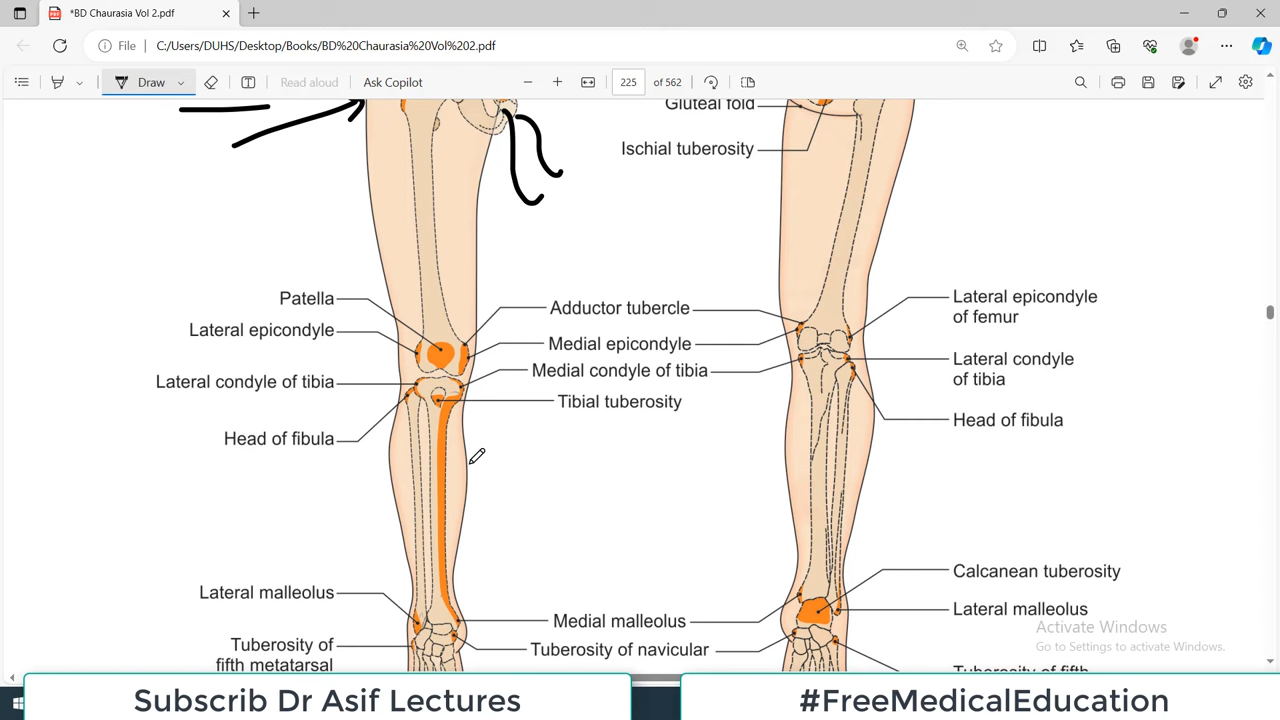 *BD Chaurasia Vol 2.pdf
File
C:/Users/DUHS/Desktop/Books/BD%20Chaurasia%20Vol%202.pdf
Draw
Read aloud
Ask Copilot
225
of 562
Gluteal fold
Ischial tuberosity
Patella
Lateral epicondyle
Lateral condyle of tibia
Head of fibula
Lateral malleolus
Tuberosity of
fifth metatarsal
Adductor tubercle
Medial epicondyle
Medial condyle of tibia
Tibial tuberosity
Medial malleolus
Tuberosity of navicular
Lateral epicondyle
of femur
Lateral condyle
of tibia
Head of fibula
Calcanean tuberosity
Lateral malleolus
Tuberosity of fifth
Activate Windows
Go to Settings to activate Windows.
Subscrib Dr Asif Lectures
#FreeMedicalEducation